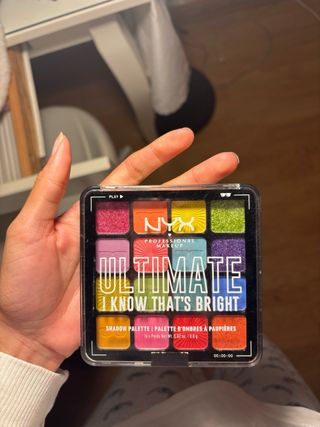 PLAY ▷
NYX
PROFESSIONAL
MAKEUP
ULTIMATE
I KNOW THAT'S BRIGHT
SHADOW PALETTE | PALETTE D'OMBRES À PAUPIÈRES
00:00:00